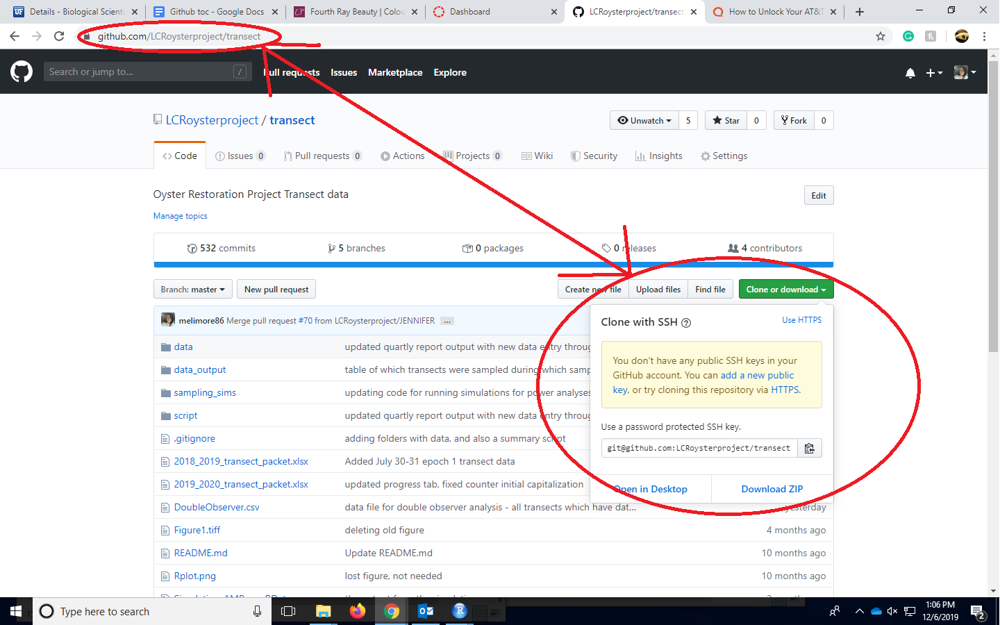 Details - Biological Scienti
Github toc - Google Docs
Fourth Ray Beauty | Colou
Dashboard
LCRoysterproject/transect
How to Unlock Your AT&T
github.com/LCRoysterproject/transect
Search or jump to...
/
Pull requests
Issues
Marketplace
Explore
LCRoysterproject / transect
Unwatch
5
Star
0
Fork
0
Code
Issues 0
Pull requests 0
Actions
Projects 0
Wiki
Security
Insights
Settings
Oyster Restoration Project Transect data
Edit
Manage topics
532 commits
5 branches
0 packages
0 releases
4 contributors
Branch: master
New pull request
Create new file
Upload files
Find file
Clone or download
melimore86 Merge pull request #70 from LCRoysterproject/JENNIFER ...
Clone with SSH
Use HTTPS
You don't have any public SSH keys in your
GitHub account. You can add a new public
key, or try cloning this repository via HTTPS.
Use a password protected SSH key.
git@github.com:LCRoysterproject/transect
Open in Desktop
Download ZIP
data updated quartly report output with new data entry throug
data_output table of which transects were sampled during which samp
sampling_sims updating code for running simulations for power analyses
script updated quartly report output with new data entry throug
.gitignore adding folders with data, and also a summary script
2018_2019_transect_packet.xlsx Added July 30-31 epoch 1 transect data
2019_2020_transect_packet.xlsx updated progress tab, fixed counter initial capitalization
DoubleObserver.csv data file for double observer analysis - all transects which have dat... yesterday
Figure1.tiff deleting old figure 4 months ago
README.md Update README.md 10 months ago
Rplot.png lost figure, not needed 10 months ago
Type here to search
1:06 PM
12/6/2019
2